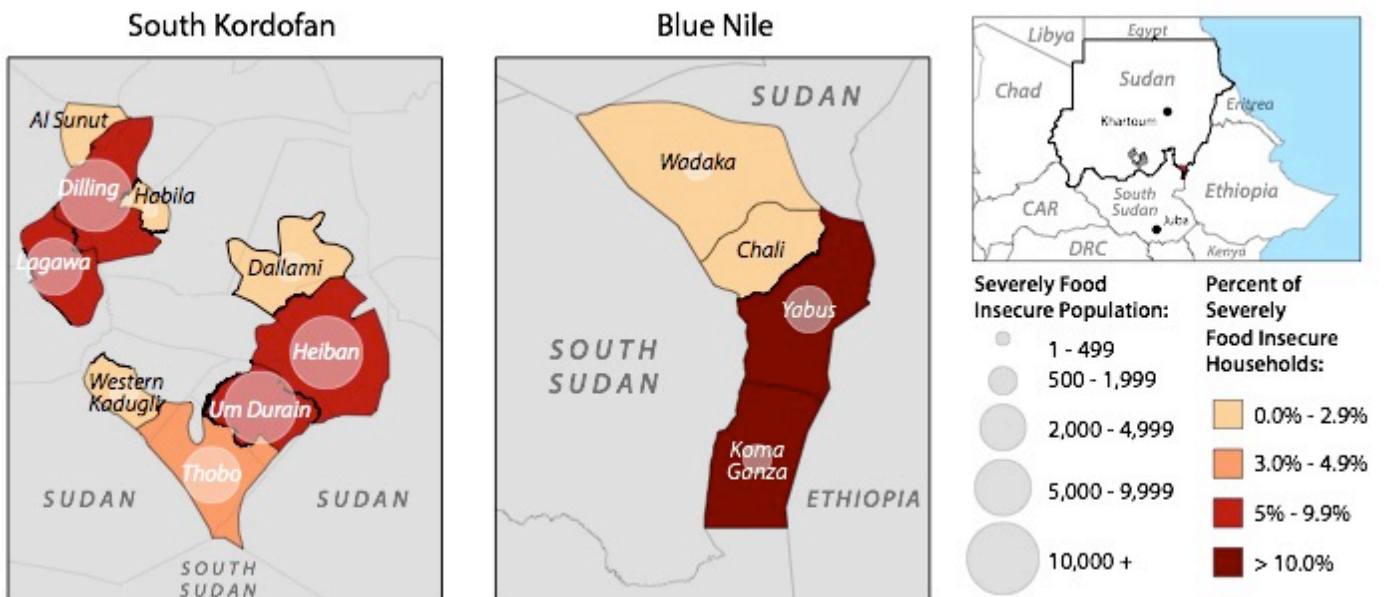 South Kordofan
Al Sunut
Dilling
Habila
Lagawa
Dallami
Heiban
Western
Kadugli
Um Durain
Thobo
SUDAN
SUDAN
SOUTH
SUDAN
Blue Nile
SUDAN
Wadaka
Chali
Yabus
SOUTH
SUDAN
Koma
Ganza
ETHIOPIA
Libya
Egypt
Chad
Sudan
Khartoum
Eritrea
CAR
South
Sudan
Ethiopia
Juba
DRC
Kenya
Severely Food
Insecure Population:
1 - 499
500 - 1,999
2,000 - 4,999
5,000 - 9,999
10,000 +
Percent of
Severely
Food Insecure
Households:
0.0% - 2.9%
3.0% - 4.9%
5% - 9.9%
> 10.0%